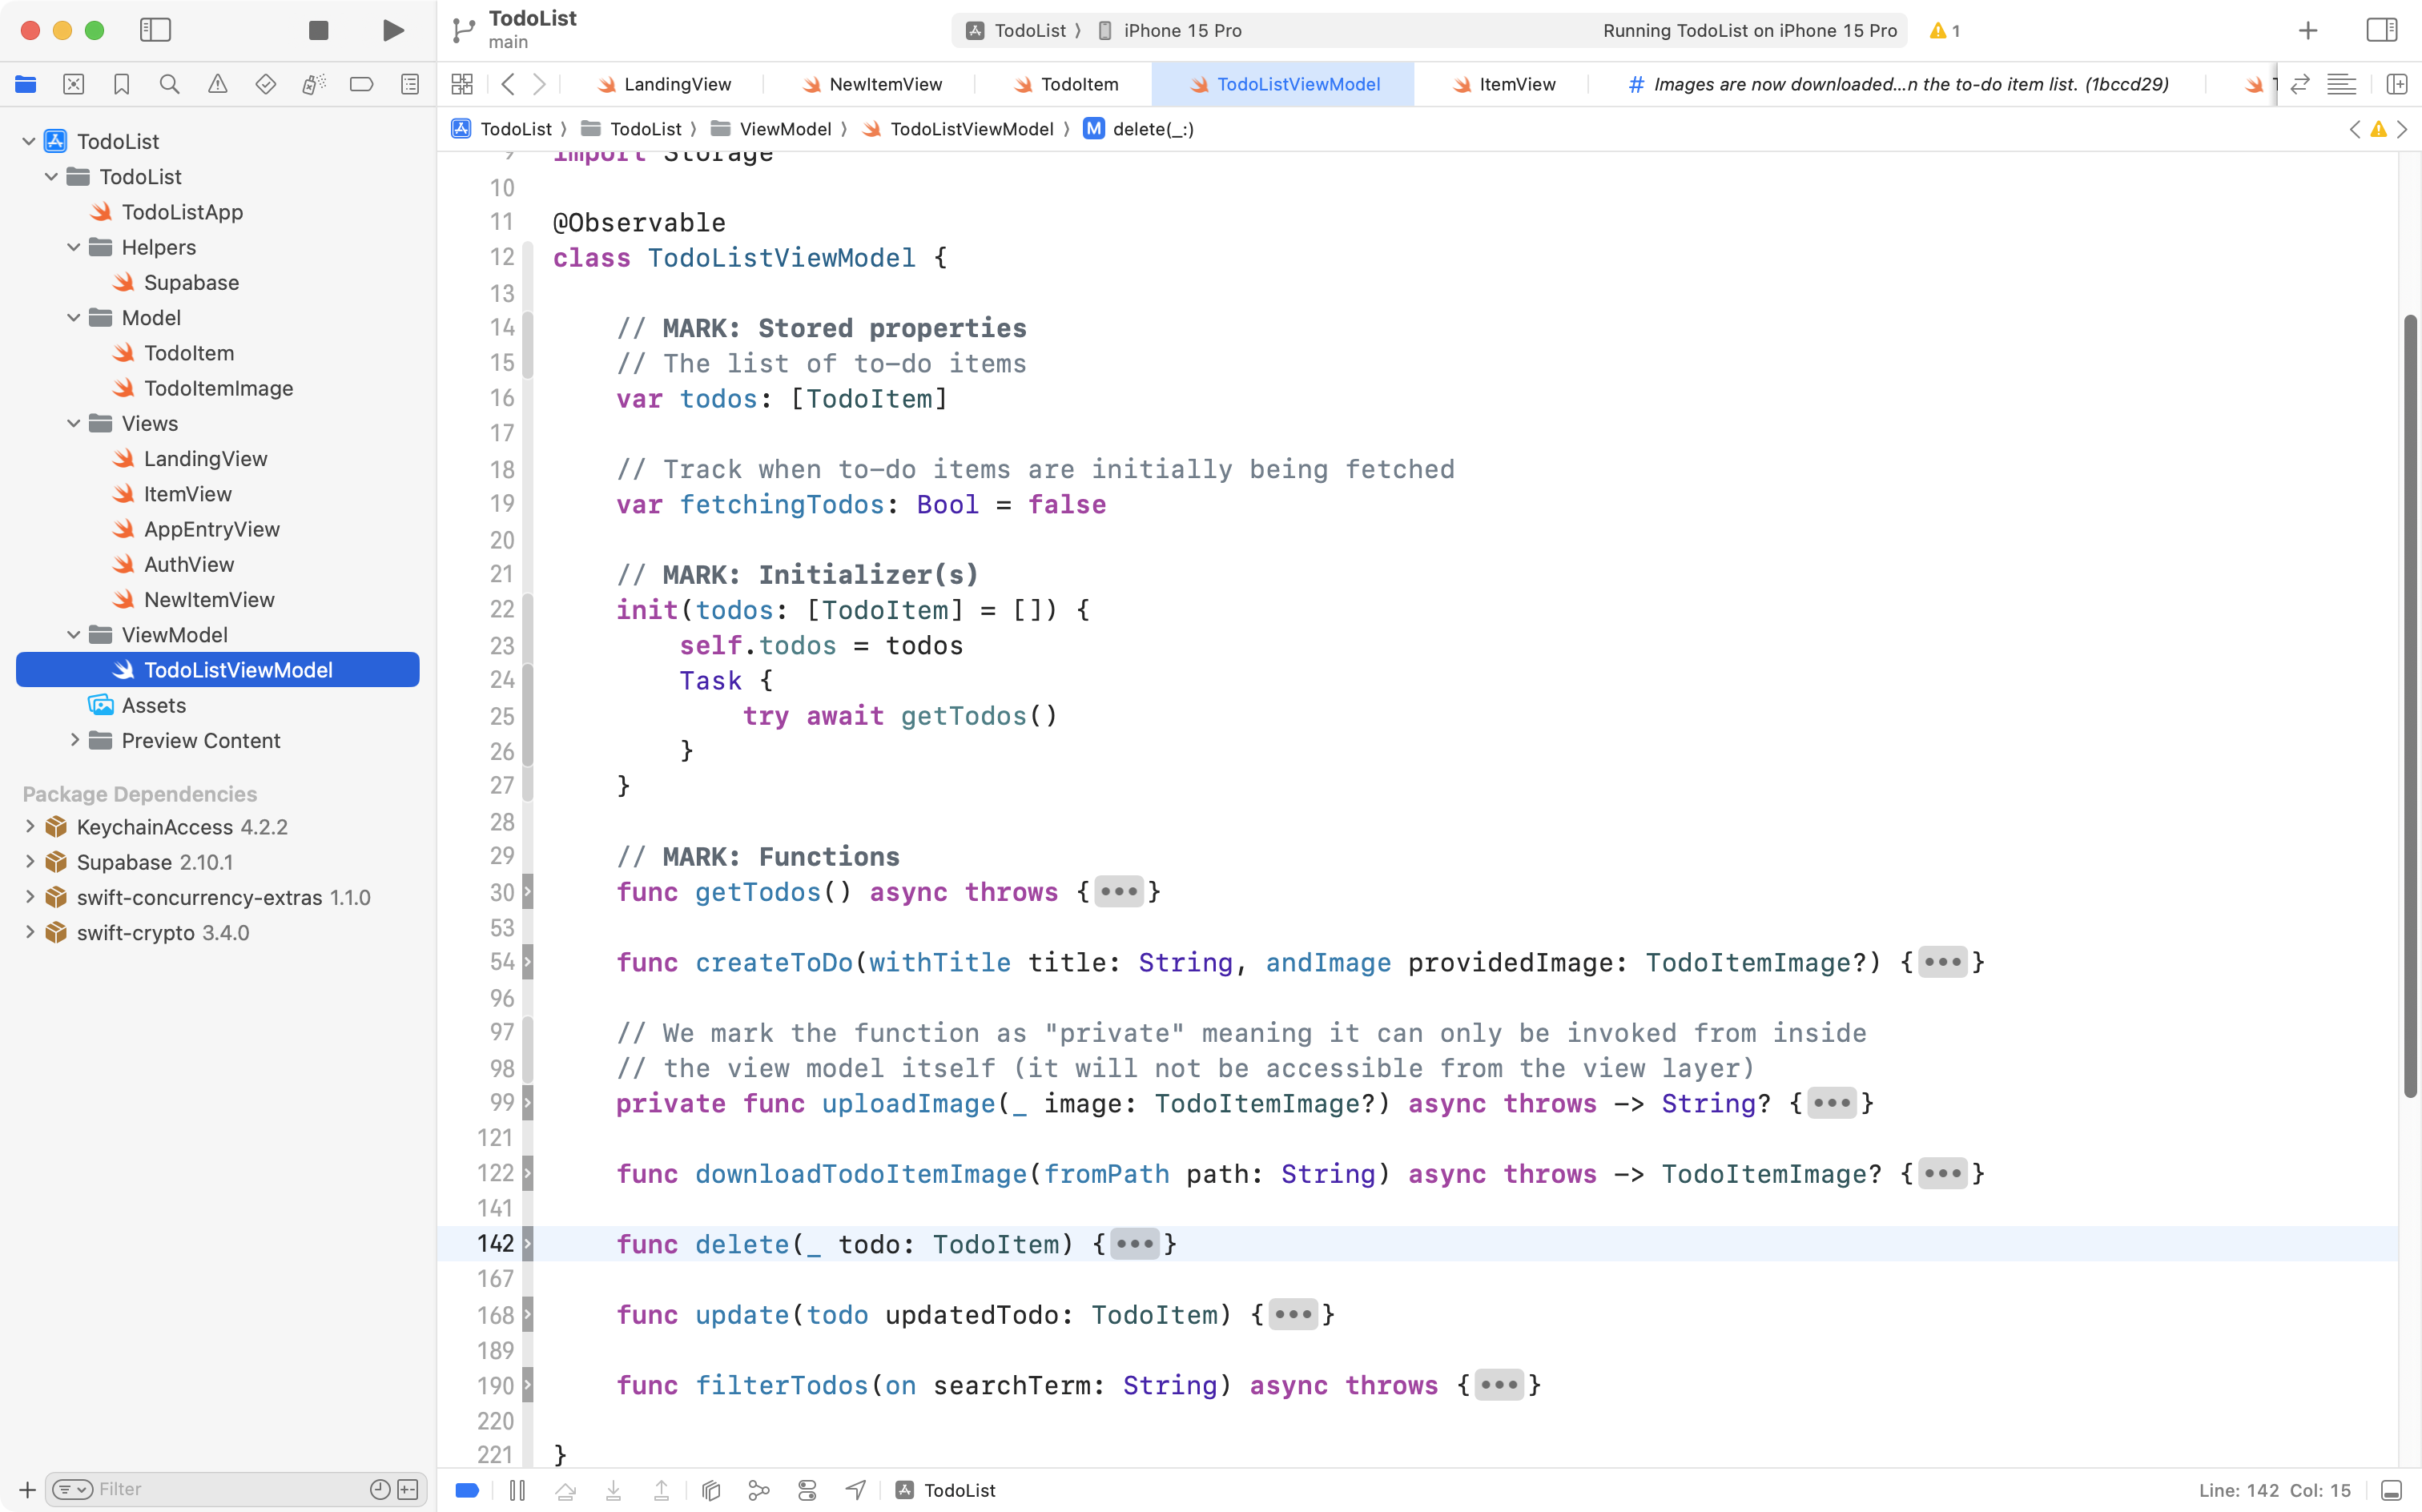 TodoList
main
TodoList
iPhone 15 Pro
Running TodoList on iPhone 15 Pro
1
LandingView
NewItemView
TodoItem
TodoListViewModel
ItemView
# Images are now downloaded...n the to-do item list. (1bccd29)
TodoList
TodoList
ViewModel
TodoListViewModel
M delete(_:)
TodoList
TodoList
TodoListApp
Helpers
Supabase
Model
TodoItem
TodoItemImage
Views
LandingView
ItemView
AppEntryView
AuthView
NewItemView
ViewModel
TodoListViewModel
Assets
Preview Content
Package Dependencies
KeychainAccess 4.2.2
Supabase 2.10.1
swift-concurrency-extras 1.1.0
swift-crypto 3.4.0
Filter
9 import Storage
10
11 @Observable
12 class TodoListViewModel {
13
14 // MARK: Stored properties
15 // The list of to-do items
16 var todos: [TodoItem]
17
18 // Track when to-do items are initially being fetched
19 var fetchingTodos: Bool = false
20
21 // MARK: Initializer(s)
22 init(todos: [TodoItem] = []) {
23 self.todos = todos
24 Task {
25 try await getTodos()
26 }
27 }
28
29 // MARK: Functions
30 func getTodos() async throws {•••}
53
54 func createToDo(withTitle title: String, andImage providedImage: TodoItemImage?) {•••}
96
97 // We mark the function as "private" meaning it can only be invoked from inside
98 // the view model itself (it will not be accessible from the view layer)
99 private func uploadImage(_ image: TodoItemImage?) async throws -> String? {•••}
121
122 func downloadTodoItemImage(fromPath path: String) async throws -> TodoItemImage? {•••}
141
142 func delete(_ todo: TodoItem) {•••}
167
168 func update(todo updatedTodo: TodoItem) {•••}
189
190 func filterTodos(on searchTerm: String) async throws {•••}
220
221 }
TodoList
Line: 142 Col: 15